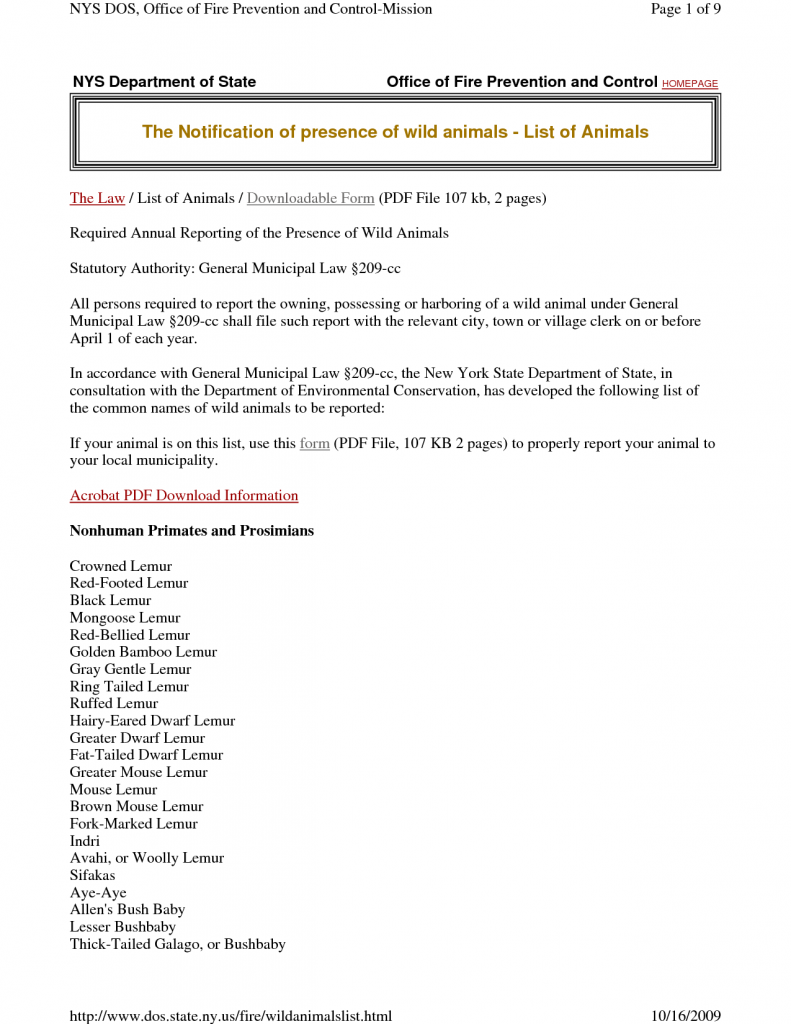 NYS DOS, Office of Fire Prevention and Control-Mission Page 1 of 9
NYS Department of State Office of Fire Prevention and Control HOMEPAGE
The Notification of presence of wild animals - List of Animals
The Law / List of Animals / Downloadable Form (PDF File 107 kb, 2 pages)
Required Annual Reporting of the Presence of Wild Animals
Statutory Authority: General Municipal Law §209-cc
All persons required to report the owning, possessing or harboring of a wild animal under General
Municipal Law §209-cc shall file such report with the relevant city, town or village clerk on or before
April 1 of each year.
In accordance with General Municipal Law §209-cc, the New York State Department of State, in
consultation with the Department of Environmental Conservation, has developed the following list of
the common names of wild animals to be reported:
If your animal is on this list, use this form (PDF File, 107 KB 2 pages) to properly report your animal to
your local municipality.
Acrobat PDF Download Information
Nonhuman Primates and Prosimians
Crowned Lemur
Red-Footed Lemur
Black Lemur
Mongoose Lemur
Red-Bellied Lemur
Golden Bamboo Lemur
Gray Gentle Lemur
Ring Tailed Lemur
Ruffed Lemur
Hairy-Eared Dwarf Lemur
Greater Dwarf Lemur
Fat-Tailed Dwarf Lemur
Greater Mouse Lemur
Mouse Lemur
Brown Mouse Lemur
Fork-Marked Lemur
Indri
Avahi, or Woolly Lemur
Sifakas
Aye-Aye
Allen's Bush Baby
Lesser Bushbaby
Thick-Tailed Galago, or Bushbaby
http://www.dos.state.ny.us/fire/wildanimalslist.html 10/16/2009